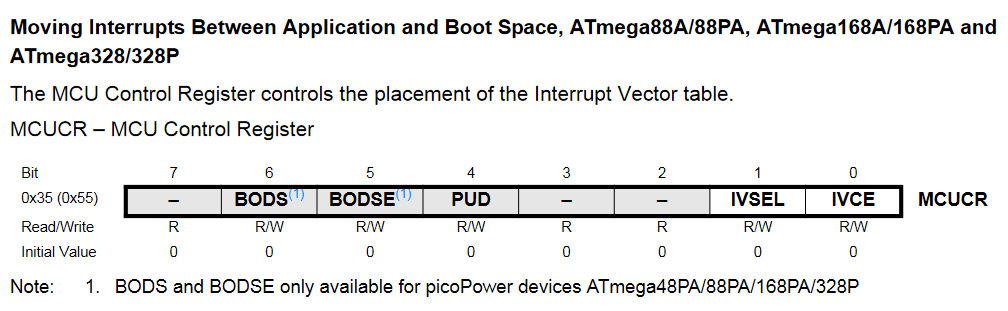 Moving Interrupts Between Application and Boot Space, ATmega88A/88PA, ATmega168A/168PA and
ATmega328/328P
The MCU Control Register controls the placement of the Interrupt Vector table.
MCUCR – MCU Control Register
Bit 7 6 5 4 3 2 1 0
0x35 (0x55) – BODS(1) BODSE(1) PUD – – IVSEL IVCE MCUCR
Read/Write R R/W R/W R/W R R R/W R/W
Initial Value 0 0 0 0 0 0 0 0
Note: 1. BODS and BODSE only available for picoPower devices ATmega48PA/88PA/168PA/328P